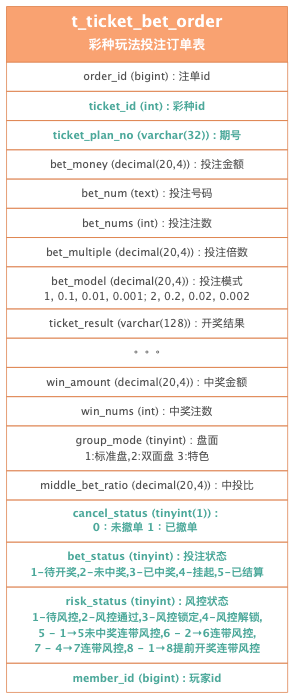 t_ticket_bet_order
彩种玩法投注订单表
order_id (bigint) : 注单id
ticket_id (int) : 彩种id
ticket_plan_no (varchar(32)) : 期号
bet_money (decimal(20,4)) : 投注金额
bet_num (text) : 投注号码
bet_nums (int) : 投注注数
bet_multiple (decimal(20,4)) : 投注倍数
bet_model (decimal(20,4)) : 投注模式
1, 0.1, 0.01, 0.001; 2, 0.2, 0.02, 0.002
ticket_result (varchar(128)) : 开奖结果
。。。
win_amount (decimal(20,4)) : 中奖金额
win_nums (int) : 中奖注数
group_mode (tinyint) : 盘面
1:标准盘,2:双面盘 3:特色
middle_bet_ratio (decimal(20,4)) : 中投比
cancel_status (tinyint(1)) :
0：未撤单 1：已撤单
bet_status (tinyint) : 投注状态
1-待开奖,2-未中奖,3-已中奖,4-挂起,5-已结算
risk_status (tinyint) : 风控状态
1-待风控,2-风控通过,3-风控锁定,4-风控解锁,
5 - 1→5未中奖连带风控,6 - 2→6连带风控,
7 - 4→7连带风控,8 - 1→8提前开奖连带风控
member_id (bigint) : 玩家id